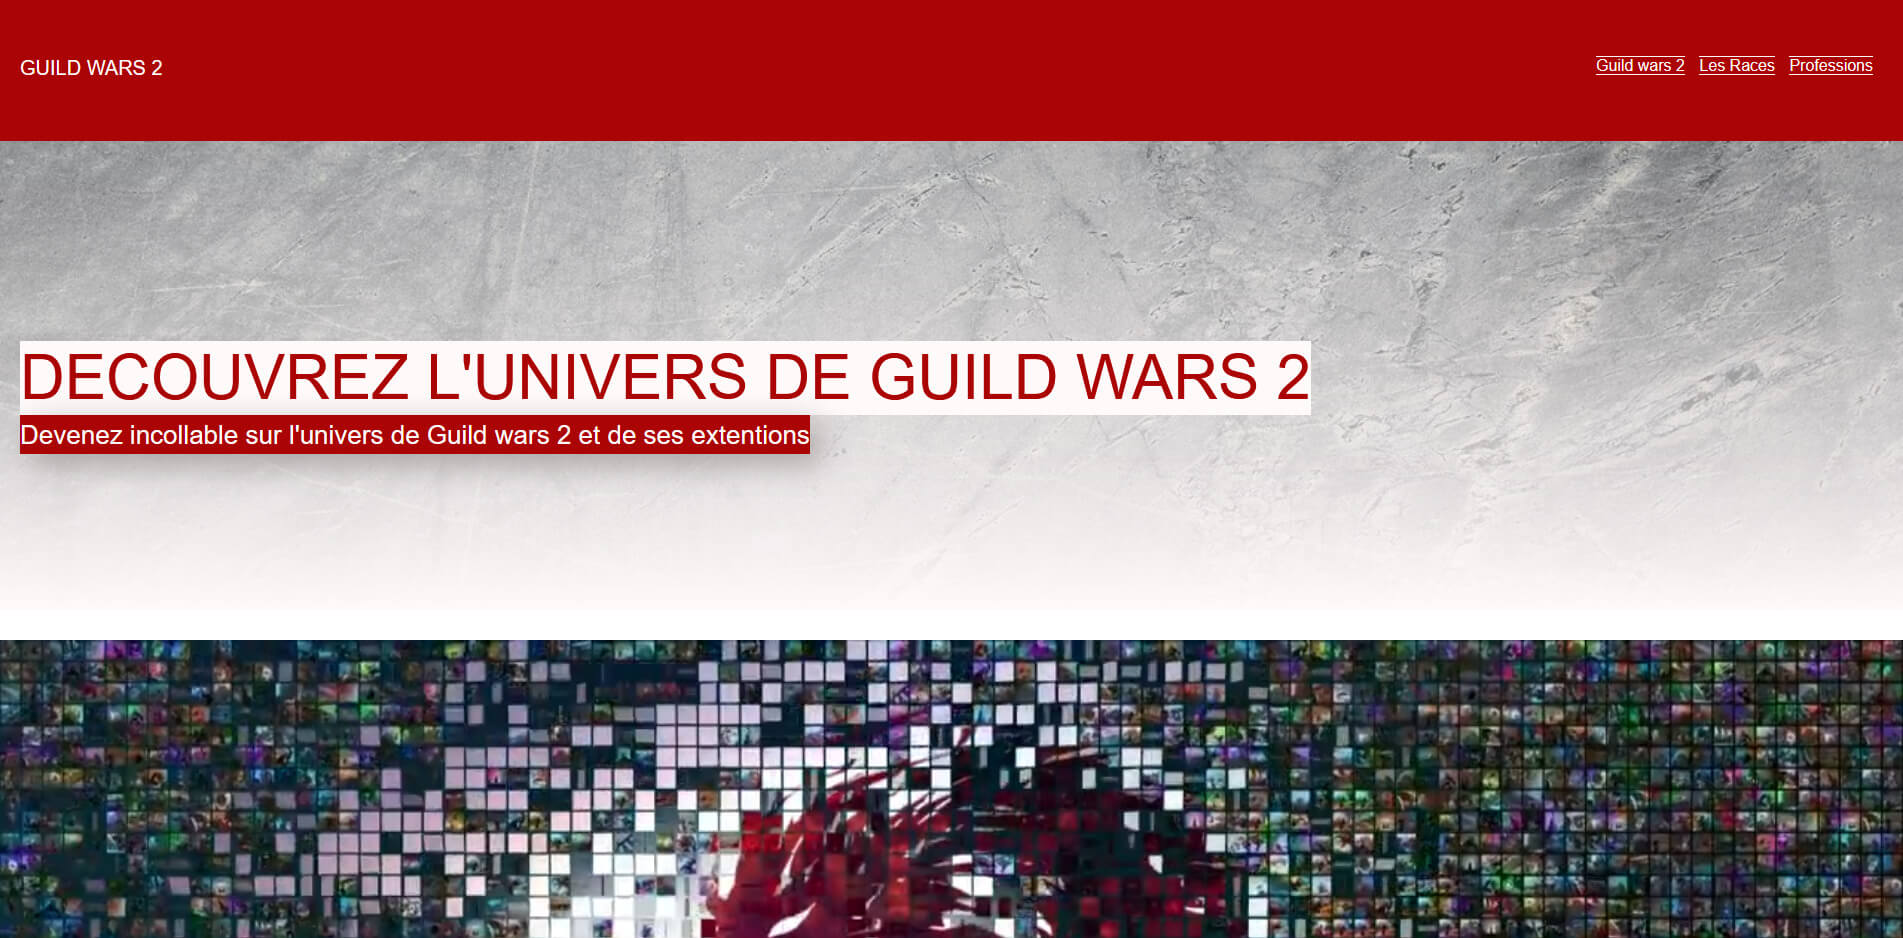 GUILD WARS 2
Guild wars 2 Les Races Professions
DECOUVREZ L'UNIVERS DE GUILD WARS 2
Devenez incollable sur l'univers de Guild wars 2 et de ses extentions